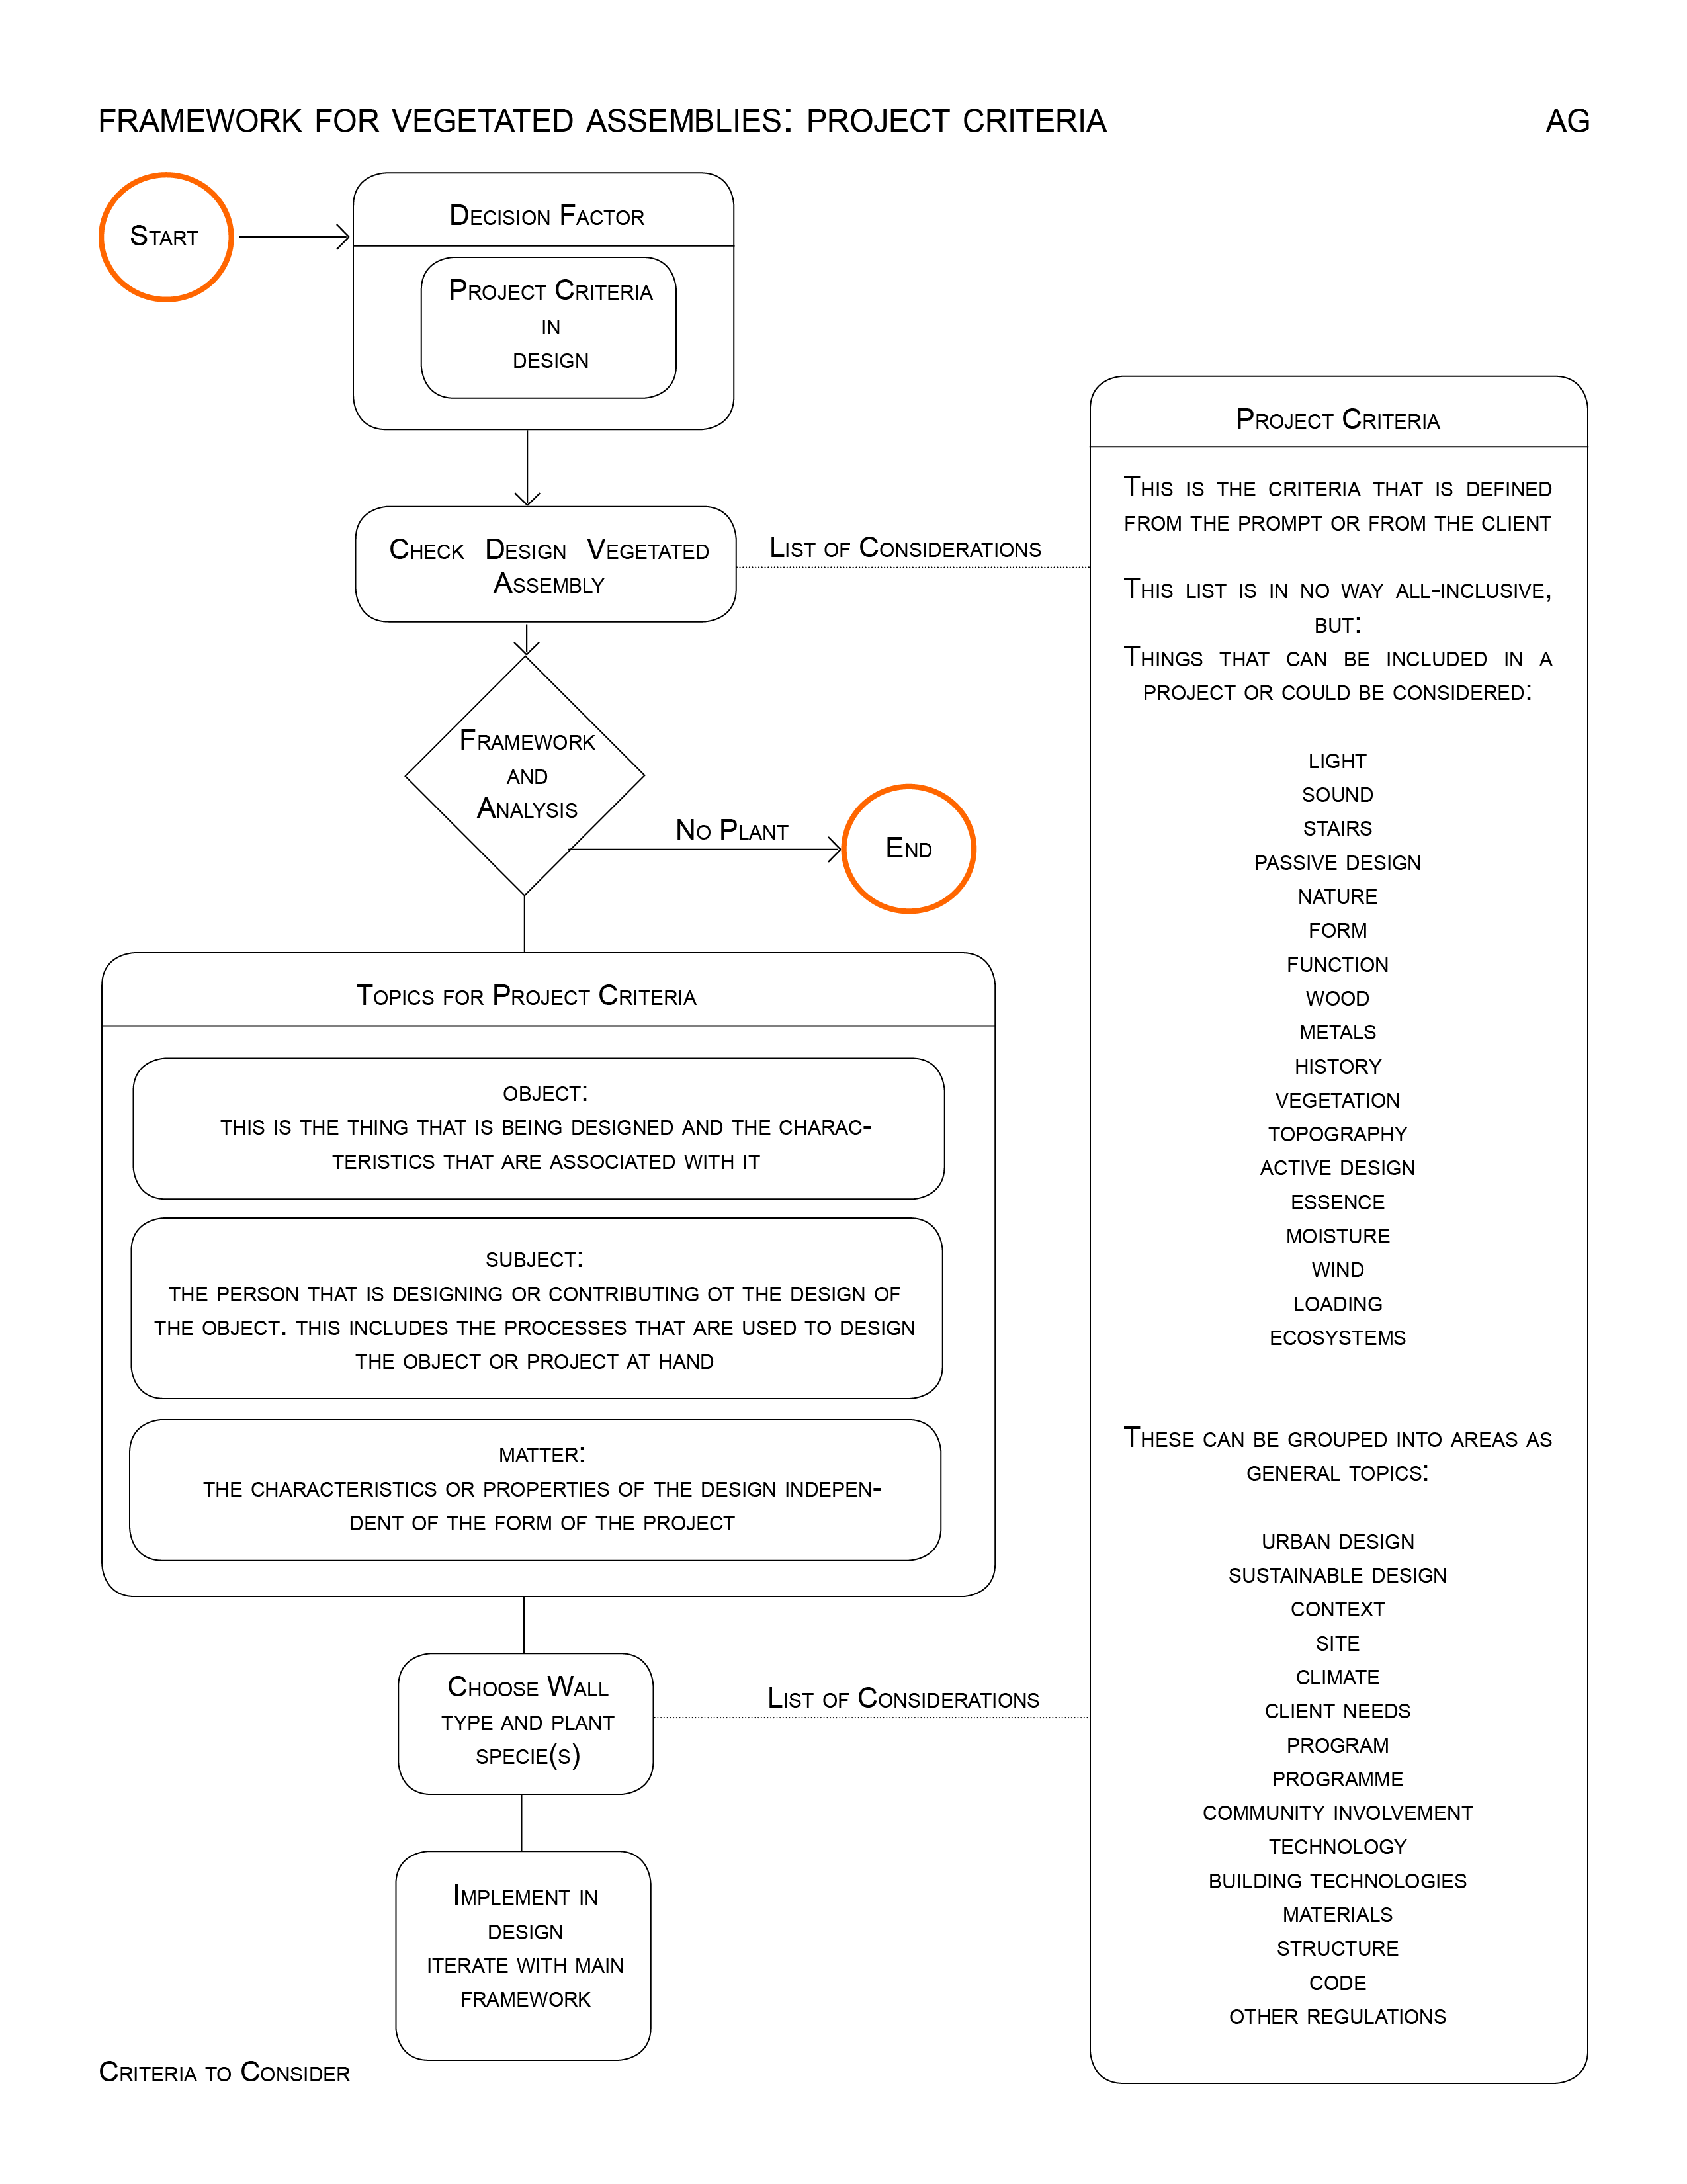 FRAMEWORK FOR VEGETATED ASSEMBLIES: PROJECT CRITERIA
AG
START
DECISION FACTOR
PROJECT CRITERIA
IN
DESIGN
CHECK DESIGN VEGETATED
ASSEMBLY
LIST OF CONSIDERATIONS
FRAMEWORK
AND
ANALYSIS
NO PLANT
END
TOPICS FOR PROJECT CRITERIA
OBJECT:
THIS IS THE THING THAT IS BEING DESIGNED AND THE CHARAC-
TERISTICS THAT ARE ASSOCIATED WITH IT
SUBJECT:
THE PERSON THAT IS DESIGNING OR CONTRIBUTING OT THE DESIGN OF
THE OBJECT. THIS INCLUDES THE PROCESSES THAT ARE USED TO DESIGN
THE OBJECT OR PROJECT AT HAND
MATTER:
THE CHARACTERISTICS OR PROPERTIES OF THE DESIGN INDEPEN-
DENT OF THE FORM OF THE PROJECT
CHOOSE WALL
TYPE AND PLANT
SPECIE(S)
LIST OF CONSIDERATIONS
IMPLEMENT IN
DESIGN
ITERATE WITH MAIN
FRAMEWORK
PROJECT CRITERIA
THIS IS THE CRITERIA THAT IS DEFINED
FROM THE PROMPT OR FROM THE CLIENT
THIS LIST IS IN NO WAY ALL-INCLUSIVE,
BUT:
THINGS THAT CAN BE INCLUDED IN A
PROJECT OR COULD BE CONSIDERED:
LIGHT
SOUND
STAIRS
PASSIVE DESIGN
NATURE
FORM
FUNCTION
WOOD
METALS
HISTORY
VEGETATION
TOPOGRAPHY
ACTIVE DESIGN
ESSENCE
MOISTURE
WIND
LOADING
ECOSYSTEMS
THESE CAN BE GROUPED INTO AREAS AS
GENERAL TOPICS:
URBAN DESIGN
SUSTAINABLE DESIGN
CONTEXT
SITE
CLIMATE
CLIENT NEEDS
PROGRAM
PROGRAMME
COMMUNITY INVOLVEMENT
TECHNOLOGY
BUILDING TECHNOLOGIES
MATERIALS
STRUCTURE
CODE
OTHER REGULATIONS
CRITERIA TO CONSIDER